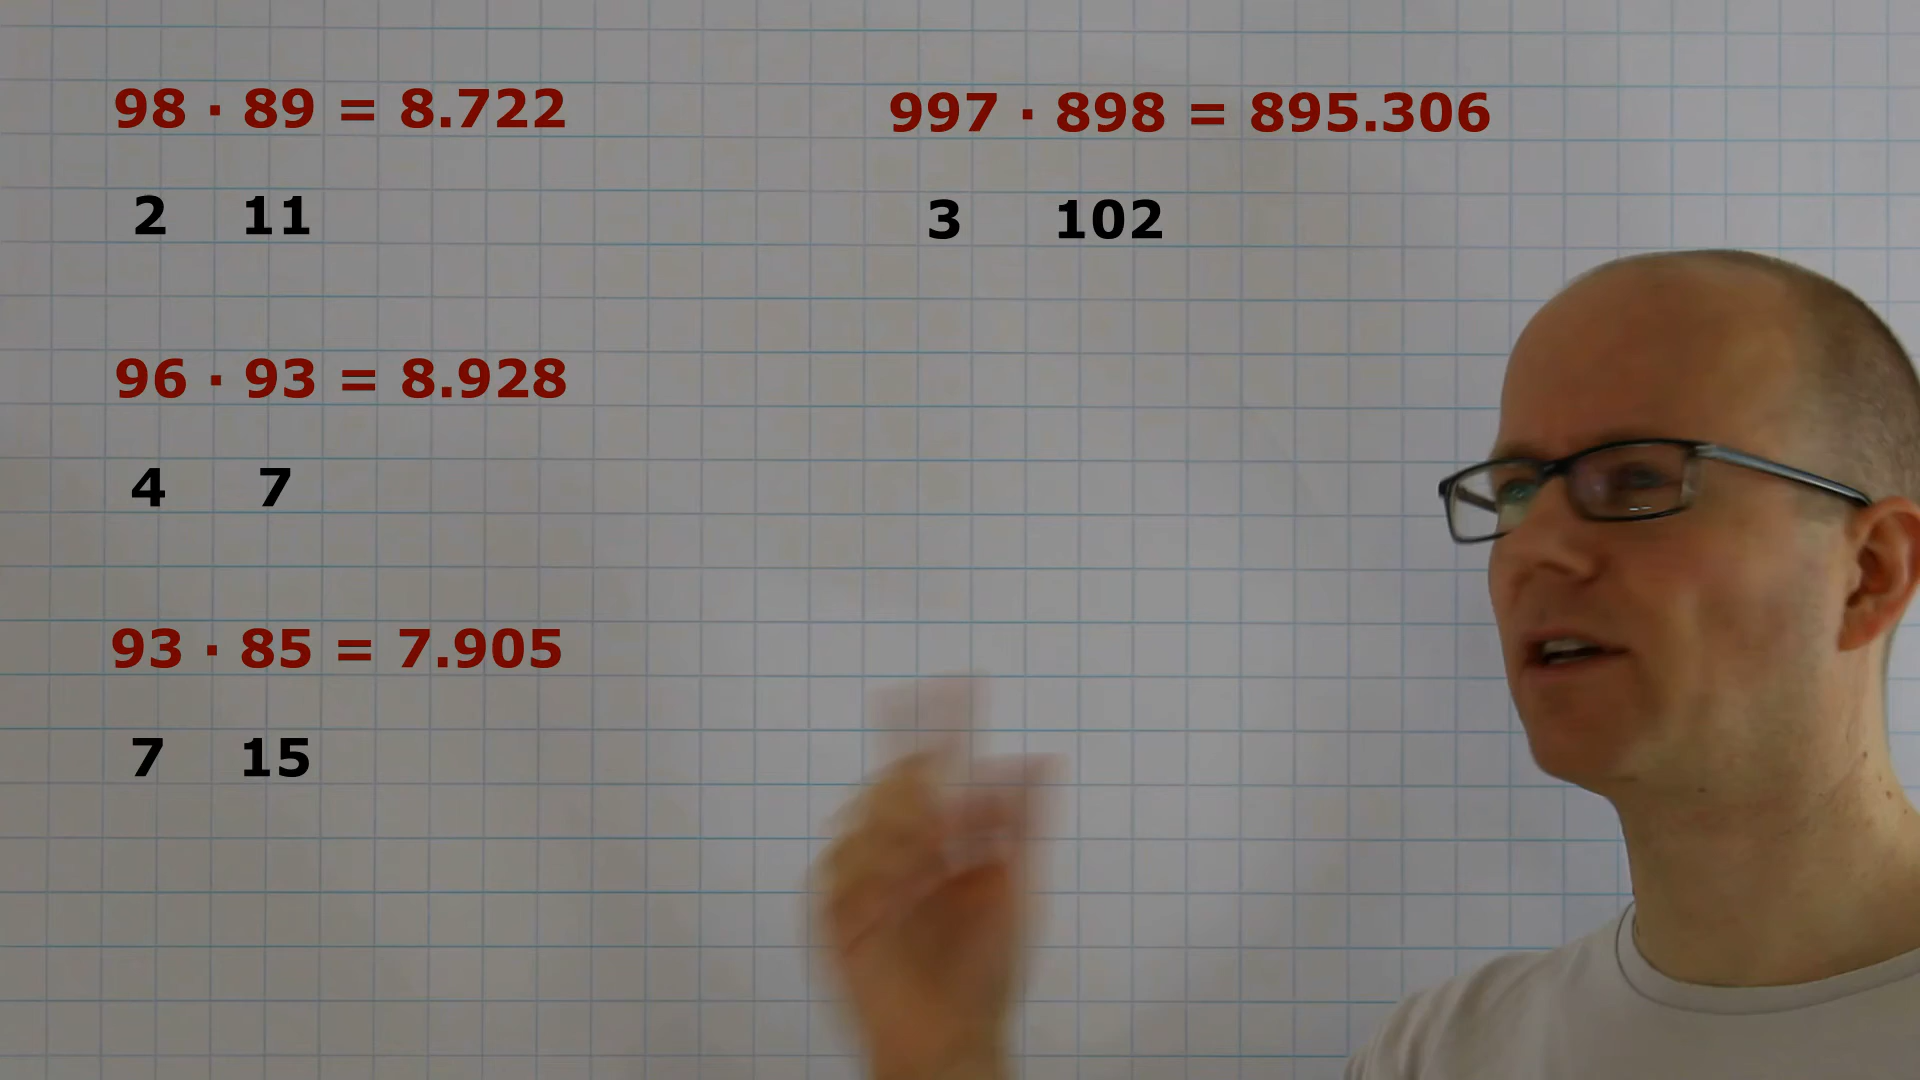 98 · 89 = 8.722
2 11
96 · 93 = 8.928
4 7
93 · 85 = 7.905
7 15
997 · 898 = 895.306
3 102